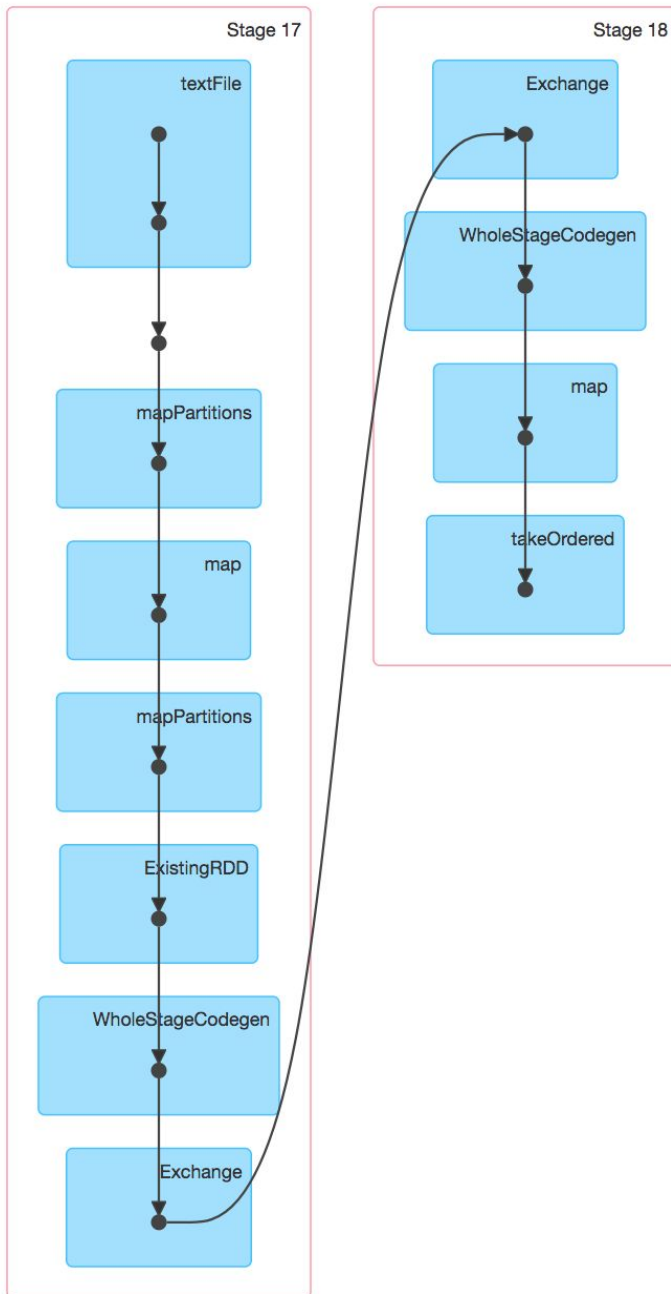 Stage 17
textFile
mapPartitions
map
mapPartitions
ExistingRDD
WholeStageCodegen
Exchange
Stage 18
Exchange
WholeStageCodegen
map
takeOrdered